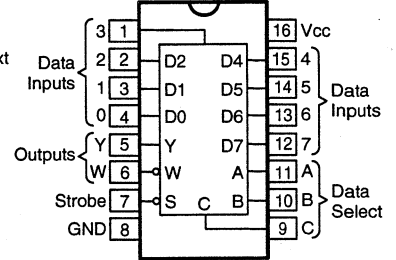 3 1 16 Vcc
xt
Data Inputs 2 2 D2 D4 15 4
1 3 D1 D5 14 5 Data Inputs
0 4 D0 D6 13 6
Outputs Y 5 Y D7 12 7
W 6 W A 11 A
Strobe 7 S C B 10 B Data Select
GND 8 9 C